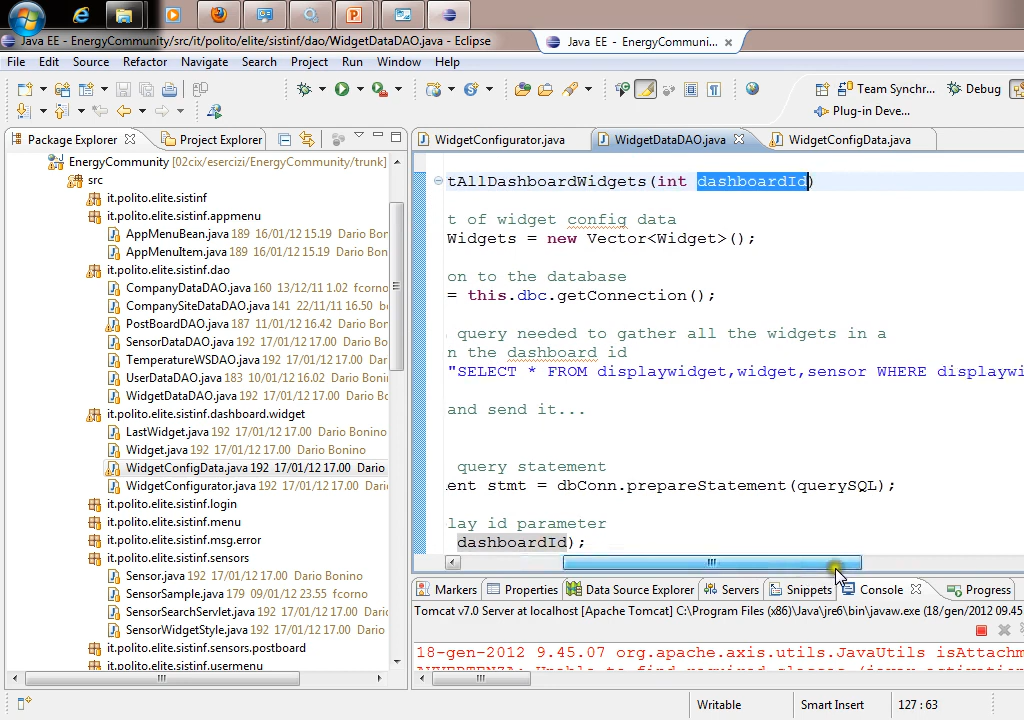 Java EE - EnergyCommunity/src/it/polito/elite/sistinf/dao/WidgetDataDAO.java - Eclipse
Java EE - EnergyCommuni...
File Edit Source Refactor Navigate Search Project Run Window Help
Team Synchr... Debug
Plug-in Deve...
Package Explorer Project Explorer
WidgetConfigurator.java WidgetDataDAO.java WidgetConfigData.java
EnergyCommunity [02cix/esercizi/EnergyCommunity/trunk]
src
it.polito.elite.sistinf
it.polito.elite.sistinf.appmenu
AppMenuBean.java 189 16/01/12 15.19 Dario Bon
AppMenuItem.java 189 16/01/12 15.19 Dario Bon
it.polito.elite.sistinf.dao
CompanyDataDAO.java 160 13/12/11 1.02 fcorno
CompanySiteDataDAO.java 141 22/11/11 16.50 bo
PostBoardDAO.java 187 11/01/12 16.42 Dario Bo
SensorDataDAO.java 192 17/01/12 17.00 Dario B
TemperatureWSDAO.java 192 17/01/12 17.00 Dar
UserDataDAO.java 183 10/01/12 16.02 Dario Bon
WidgetDataDAO.java 192 17/01/12 17.00 Dario B
it.polito.elite.sistinf.dashboard.widget
LastWidget.java 192 17/01/12 17.00 Dario Bonino
Widget.java 192 17/01/12 17.00 Dario Bonino
WidgetConfigData.java 192 17/01/12 17.00 Dario
WidgetConfigurator.java 192 17/01/12 17.00 Dari
it.polito.elite.sistinf.login
it.polito.elite.sistinf.menu
it.polito.elite.sistinf.msg.error
it.polito.elite.sistinf.sensors
Sensor.java 192 17/01/12 17.00 Dario Bonino
SensorSample.java 179 09/01/12 23.55 fcorno
SensorSearchServlet.java 192 17/01/12 17.00 Dar
SensorWidgetStyle.java 192 17/01/12 17.00 Dario
it.polito.elite.sistinf.sensors.postboard
it.polito.elite.sistinf.usermenu
tAllDashboardWidgets(int dashboardId)
t of widget config data
Widgets = new Vector<Widget>();
on to the database
= this.dbc.getConnection();
query needed to gather all the widgets in a
n the dashboard id
"SELECT * FROM displaywidget,widget,sensor WHERE displaywi
and send it...
query statement
ent stmt = dbConn.prepareStatement(querySQL);
lay id parameter
dashboardId);
Markers Properties Data Source Explorer Servers Snippets Console Progress
Tomcat v7.0 Server at localhost [Apache Tomcat] C:\Program Files (x86)\Java\jre6\bin\javaw.exe (18/gen/2012 09.45
18-gen-2012 9.45.07 org.apache.axis.utils.JavaUtils isAttachm
Writable Smart Insert 127 : 63